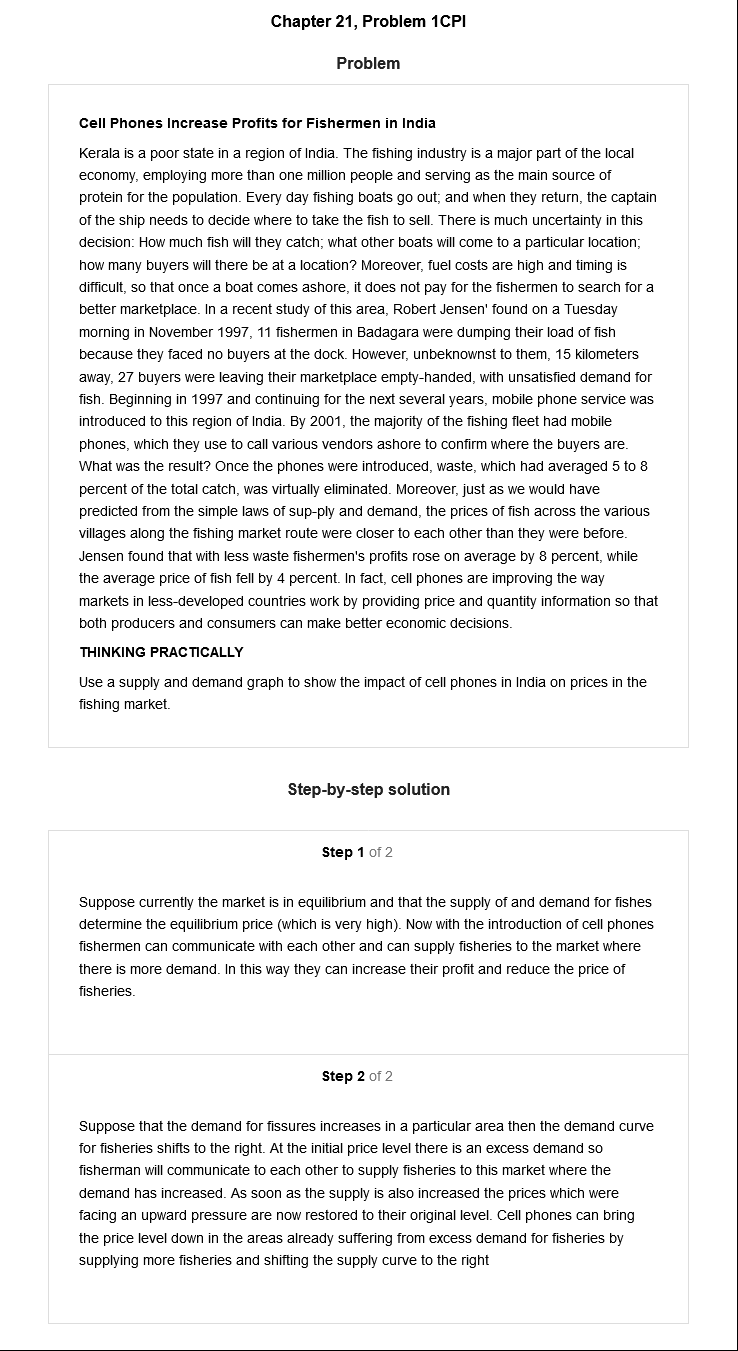 Chapter 21, Problem 1CPI
Problem
Cell Phones Increase Profits for Fishermen in India
Kerala is a poor state in a region of India. The fishing industry is a major part of the local
economy, employing more than one million people and serving as the main source of
protein for the population. Every day fishing boats go out; and when they return, the captain
of the ship needs to decide where to take the fish to sell. There is much uncertainty in this
decision: How much fish will they catch; what other boats will come to a particular location;
how many buyers will there be at a location? Moreover, fuel costs are high and timing is
difficult, so that once a boat comes ashore, it does not pay for the fishermen to search for a
better marketplace. In a recent study of this area, Robert Jensen' found on a Tuesday
morning in November 1997, 11 fishermen in Badagara were dumping their load of fish
because they faced no buyers at the dock. However, unbeknownst to them, 15 kilometers
away, 27 buyers were leaving their marketplace empty-handed, with unsatisfied demand for
fish. Beginning in 1997 and continuing for the next several years, mobile phone service was
introduced to this region of India. By 2001, the majority of the fishing fleet had mobile
phones, which they use to call various vendors ashore to confirm where the buyers are.
What was the result? Once the phones were introduced, waste, which had averaged 5 to 8
percent of the total catch, was virtually eliminated. Moreover, just as we would have
predicted from the simple laws of sup-ply and demand, the prices of fish across the various
villages along the fishing market route were closer to each other than they were before.
Jensen found that with less waste fishermen's profits rose on average by 8 percent, while
the average price of fish fell by 4 percent. In fact, cell phones are improving the way
markets in less-developed countries work by providing price and quantity information so that
both producers and consumers can make better economic decisions.
THINKING PRACTICALLY
Use a supply and demand graph to show the impact of cell phones in India on prices in the
fishing market.
Step-by-step solution
Step 1 of 2
Suppose currently the market is in equilibrium and that the supply of and demand for fishes
determine the equilibrium price (which is very high). Now with the introduction of cell phones
fishermen can communicate with each other and can supply fisheries to the market where
there is more demand. In this way they can increase their profit and reduce the price of
fisheries.
Step 2 of 2
Suppose that the demand for fissures increases in a particular area then the demand curve
for fisheries shifts to the right. At the initial price level there is an excess demand so
fisherman will communicate to each other to supply fisheries to this market where the
demand has increased. As soon as the supply is also increased the prices which were
facing an upward pressure are now restored to their original level. Cell phones can bring
the price level down in the areas already suffering from excess demand for fisheries by
supplying more fisheries and shifting the supply curve to the right